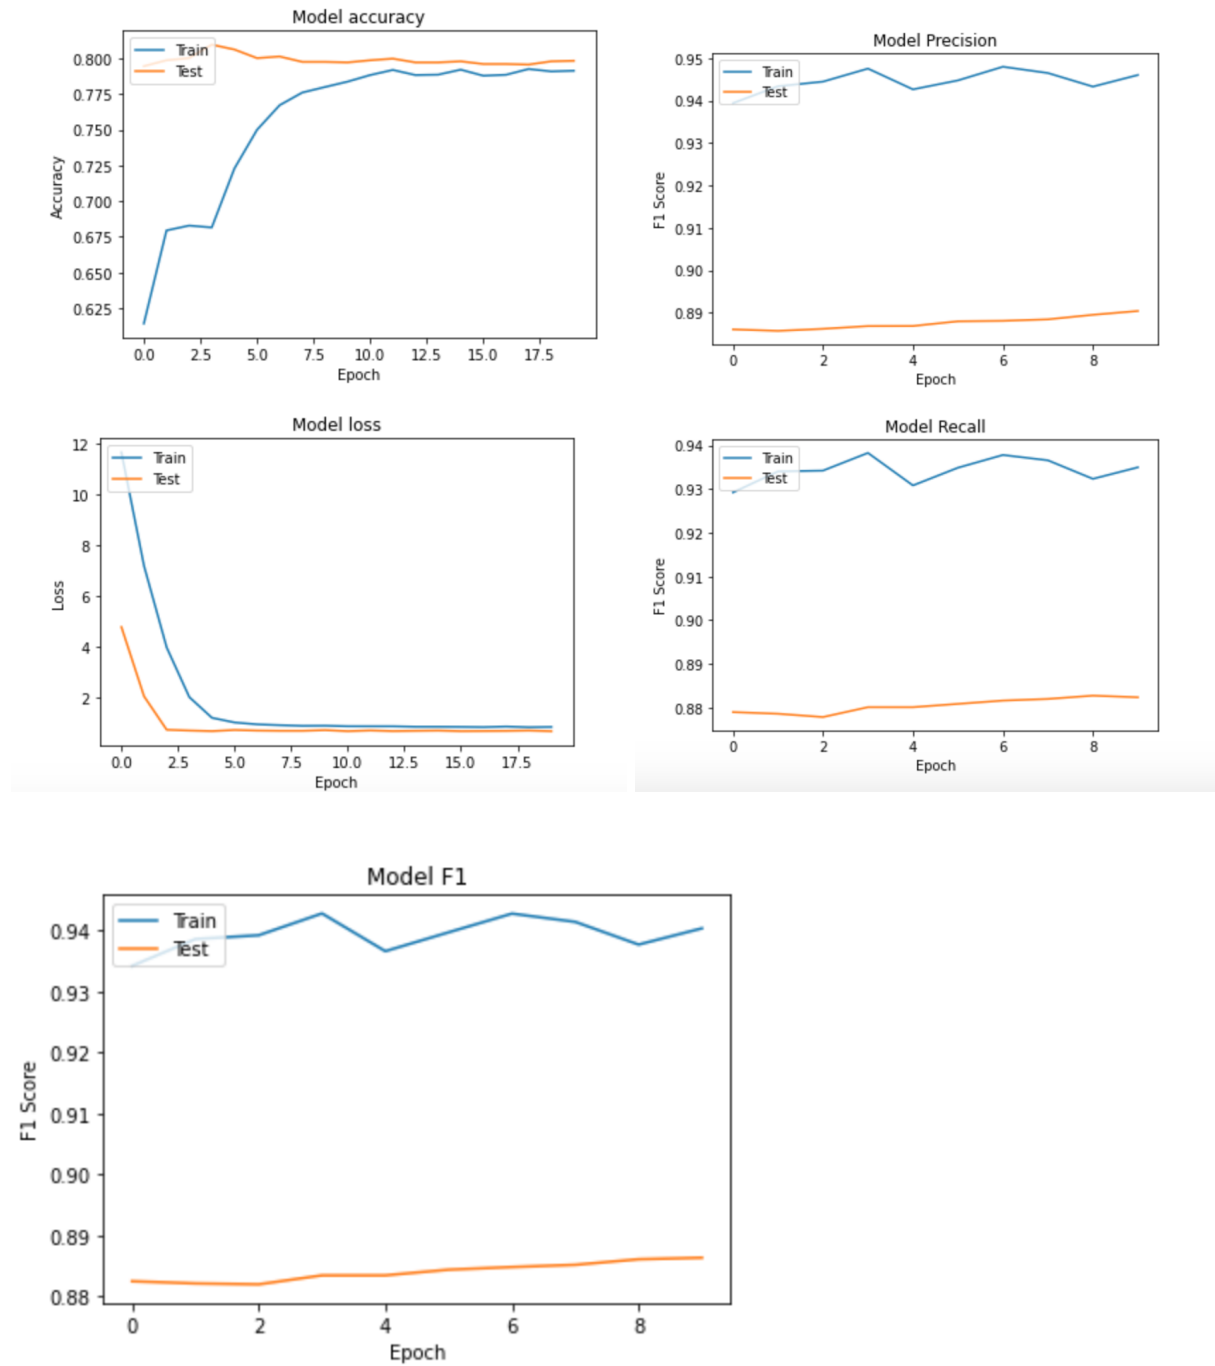 Model accuracy
Train
Test
0.800
0.775
0.750
0.725
0.700
0.675
0.650
0.625
Accuracy
0.0 2.5 5.0 7.5 10.0 12.5 15.0 17.5
Epoch
Model Precision
Train
Test
0.95
0.94
0.93
0.92
0.91
0.90
0.89
F1 Score
0 2 4 6 8
Epoch
Model loss
Train
Test
12
10
8
6
4
2
Loss
0.0 2.5 5.0 7.5 10.0 12.5 15.0 17.5
Epoch
Model Recall
Train
Test
0.94
0.93
0.92
0.91
0.90
0.89
0.88
F1 Score
0 2 4 6 8
Epoch
Model F1
Train
Test
0.94
0.93
0.92
0.91
0.90
0.89
0.88
F1 Score
0 2 4 6 8
Epoch